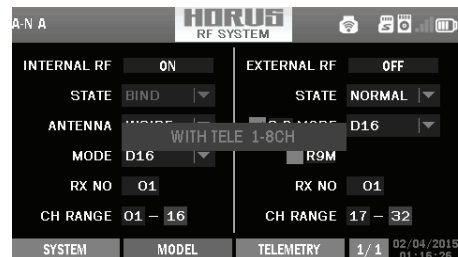 A-N A
HORUS
RF SYSTEM
INTERNAL RF ON EXTERNAL RF OFF
STATE BIND STATE NORMAL
ANTENNA MODE D16
WITH TELE 1-8CH
MODE D16 R9M
RX NO 01 RX NO 01
CH RANGE 01 – 16 CH RANGE 17 – 32
SYSTEM MODEL TELEMETRY 1/1 02/04/2015
01:16:26